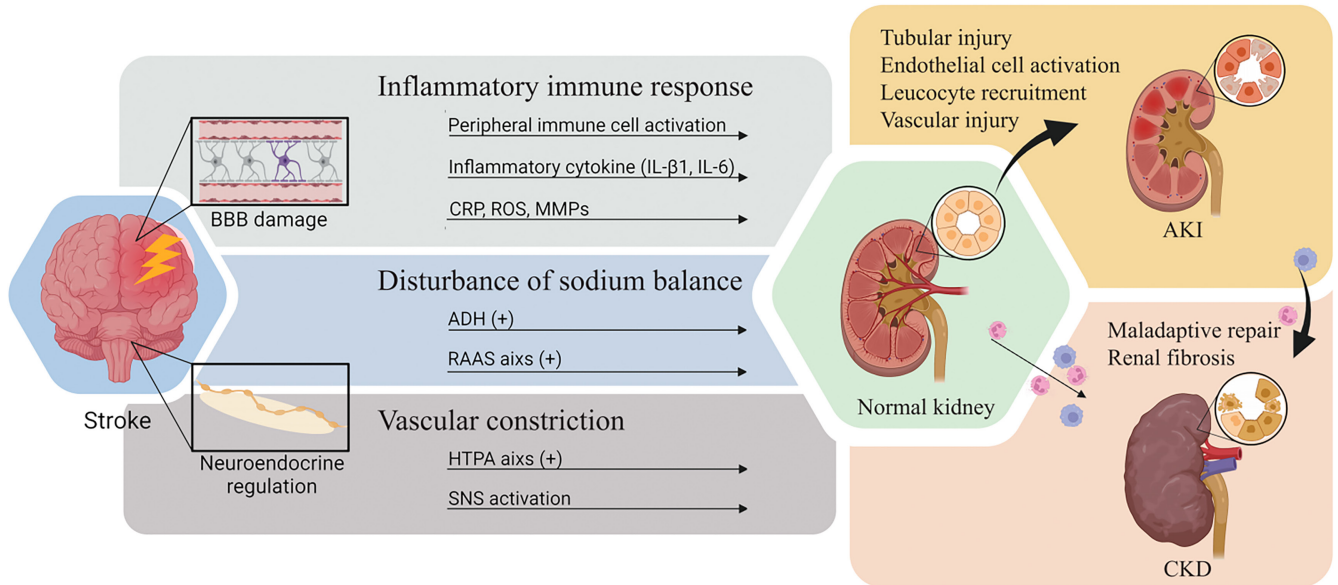 Stroke
BBB damage
Neuroendocrine
regulation
Inflammatory immune response
Peripheral immune cell activation
Inflammatory cytokine (IL-β1, IL-6)
CRP, ROS, MMPs
Disturbance of sodium balance
ADH (+)
RAAS aixs (+)
Vascular constriction
HTPA aixs (+)
SNS activation
Normal kidney
Tubular injury
Endothelial cell activation
Leucocyte recruitment
Vascular injury
AKI
Maladaptive repair
Renal fibrosis
CKD